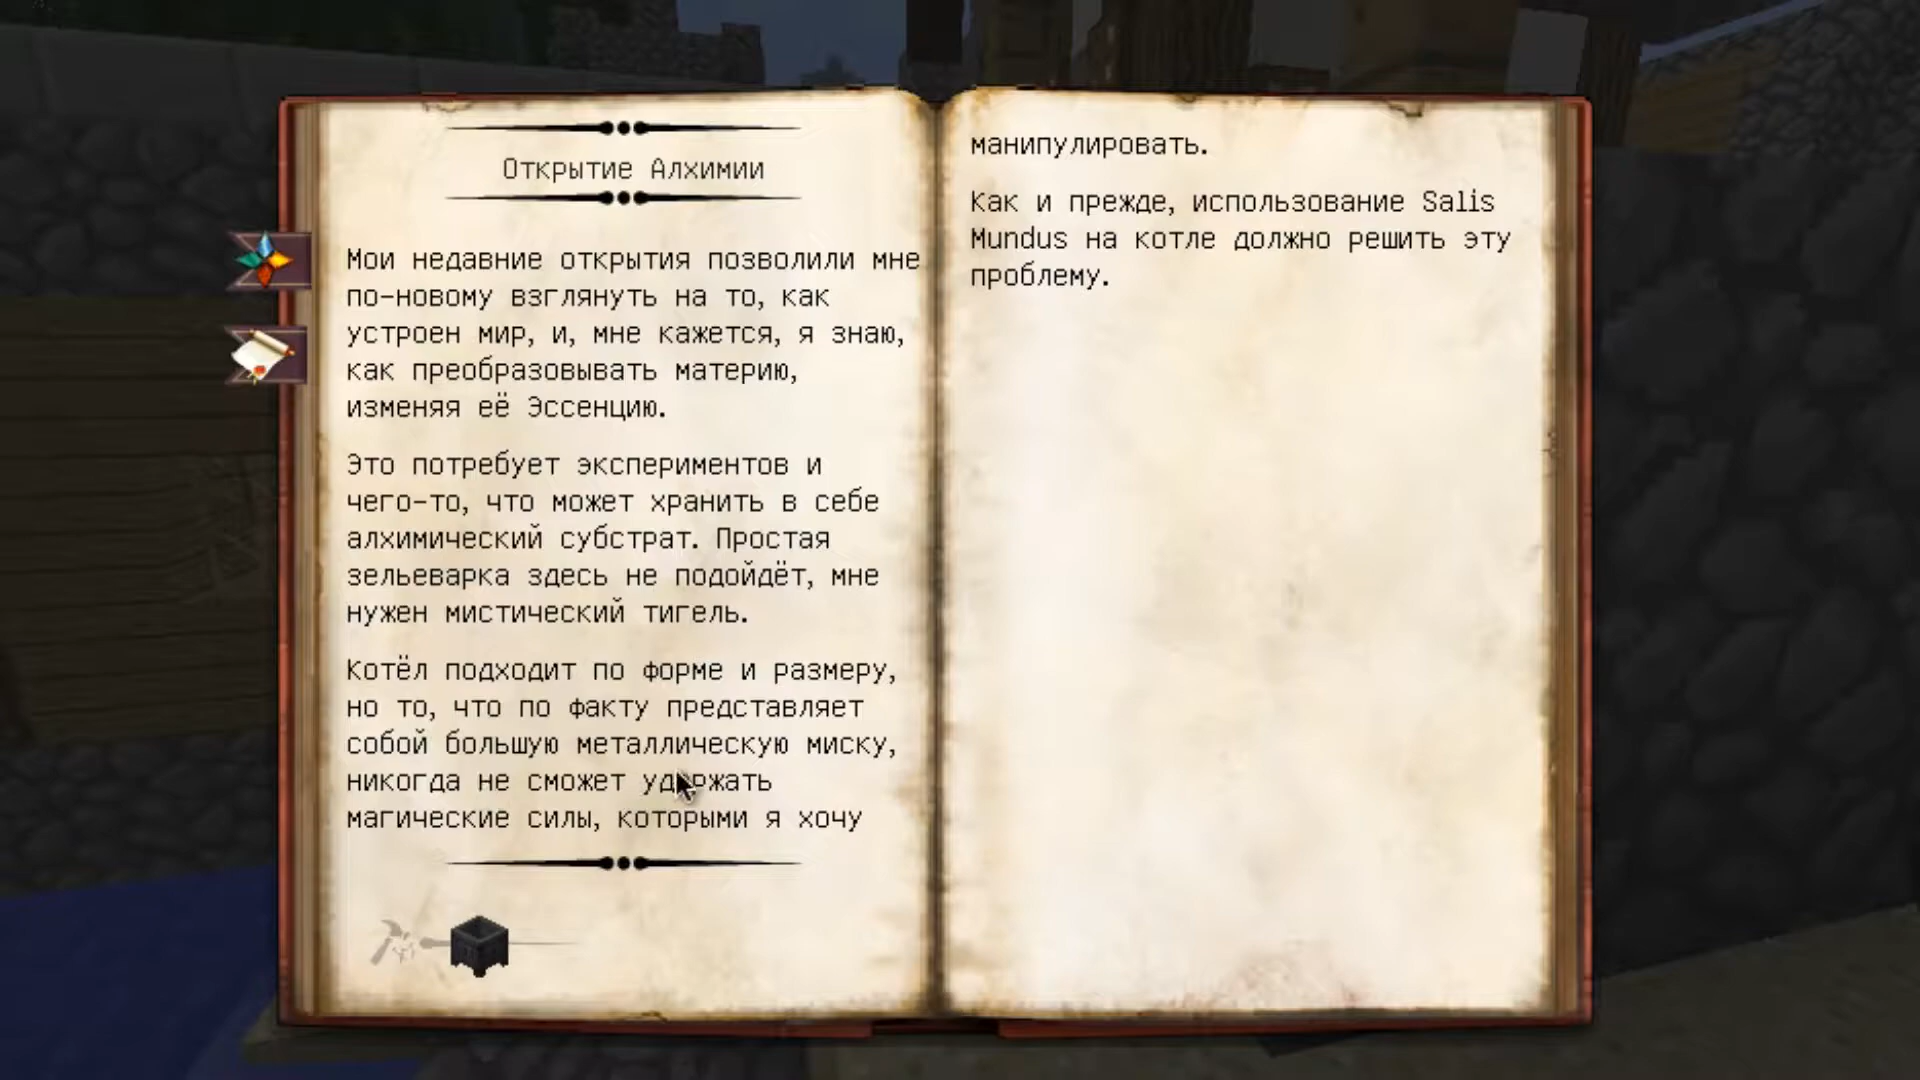 Открытие Алхимии
Мои недавние открытия позволили мне
по-новому взглянуть на то, как
устроен мир, и, мне кажется, я знаю,
как преобразовывать материю,
изменяя её Эссенцию.
Это потребует экспериментов и
чего-то, что может хранить в себе
алхимический субстрат. Простая
зельеварка здесь не подойдёт, мне
нужен мистический тигель.
Котёл подходит по форме и размеру,
но то, что по факту представляет
собой большую металлическую миску,
никогда не сможет удержать
магические силы, которыми я хочу
манипулировать.
Как и прежде, использование Salis
Mundus на котле должно решить эту
проблему.